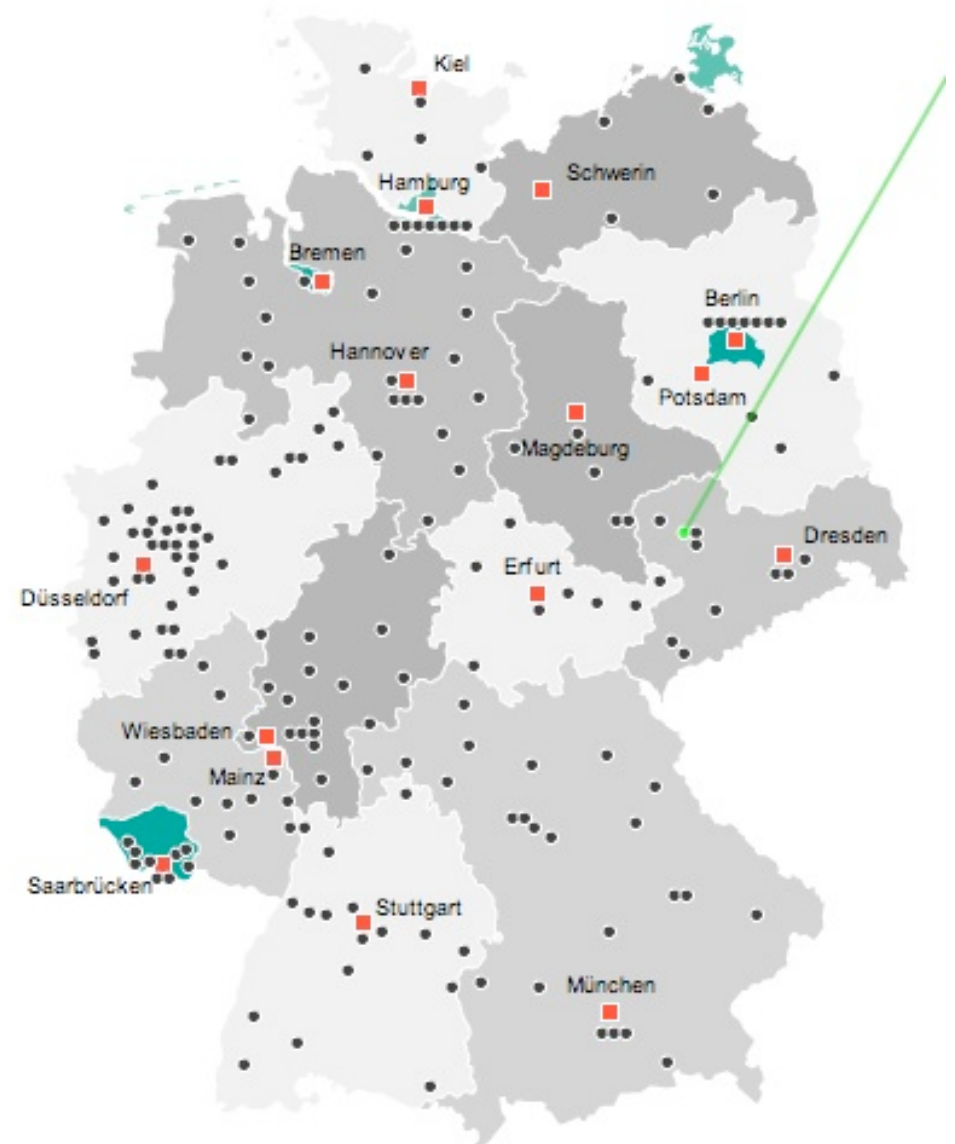 Kiel
Schwerin
Hamburg
Bremen
Berlin
Hannover
Potsdam
Magdeburg
Dresden
Erfurt
Düsseldorf
Wiesbaden
Mainz
Saarbrücken
Stuttgart
München